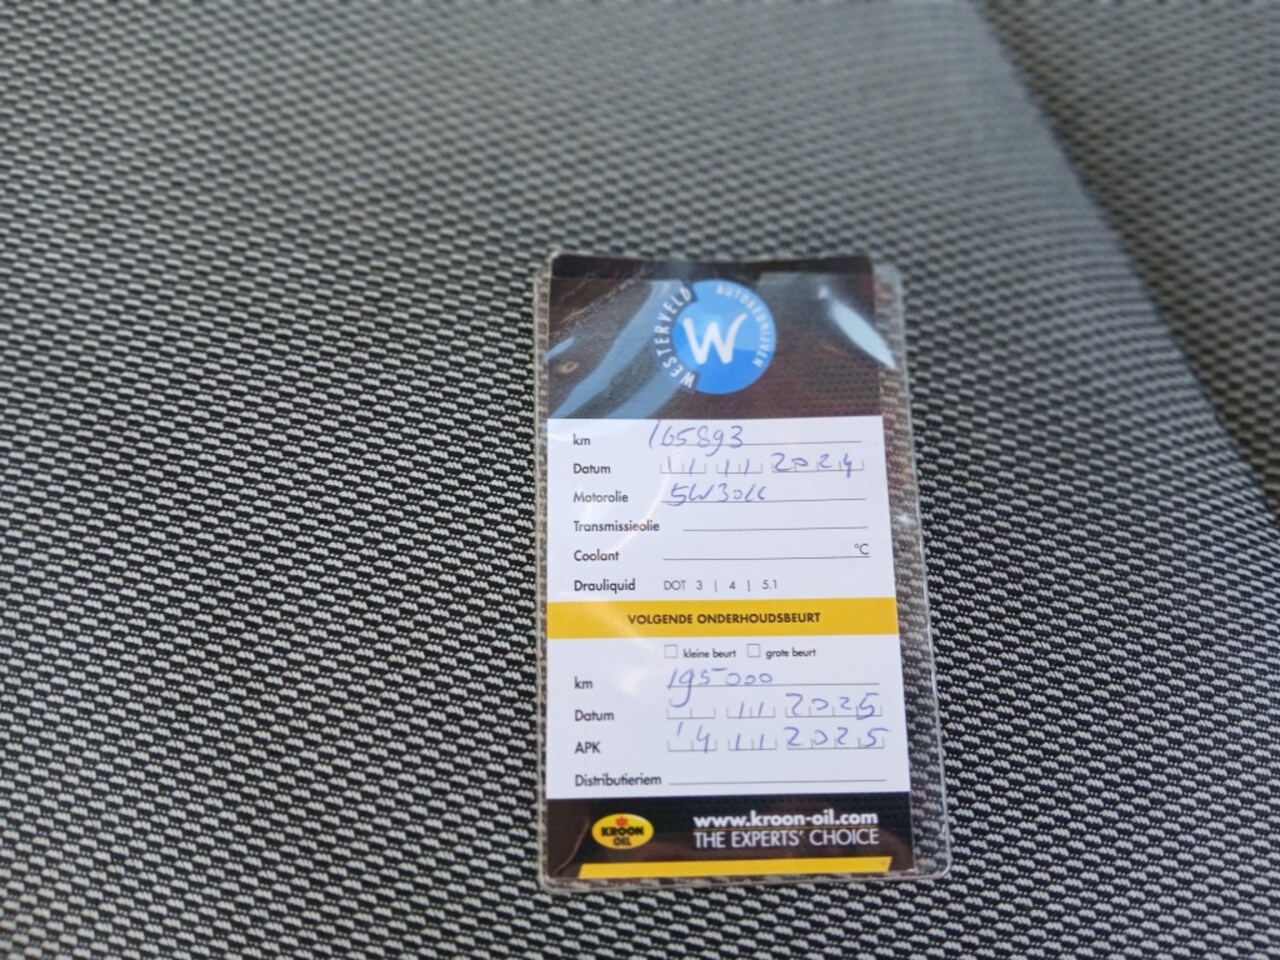 WESTERVELD AUTOBEDRIJVEN
W
km 165893
Datum 11 11 2024
Motorolie 5W30LL
Transmissieolie
Coolant °C
Drauliquid DOT 3 | 4 | 5.1
VOLGENDE ONDERHOUDSBEURT
kleine beurt grote beurt
km 195000
Datum 11 2025
APK 14 11 2025
Distributieriem
KROON OIL
www.kroon-oil.com
THE EXPERTS' CHOICE